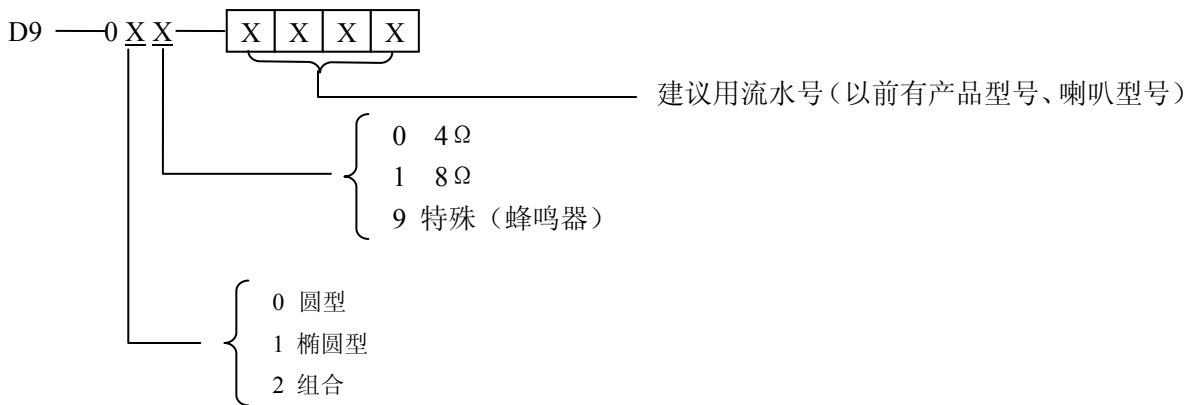 D9 0 X X X X X X
建议用流水号（以前有产品型号、喇叭型号）
0 4Ω
1 8Ω
9 特殊（蜂鸣器）
0 圆型
1 椭圆型
2 组合